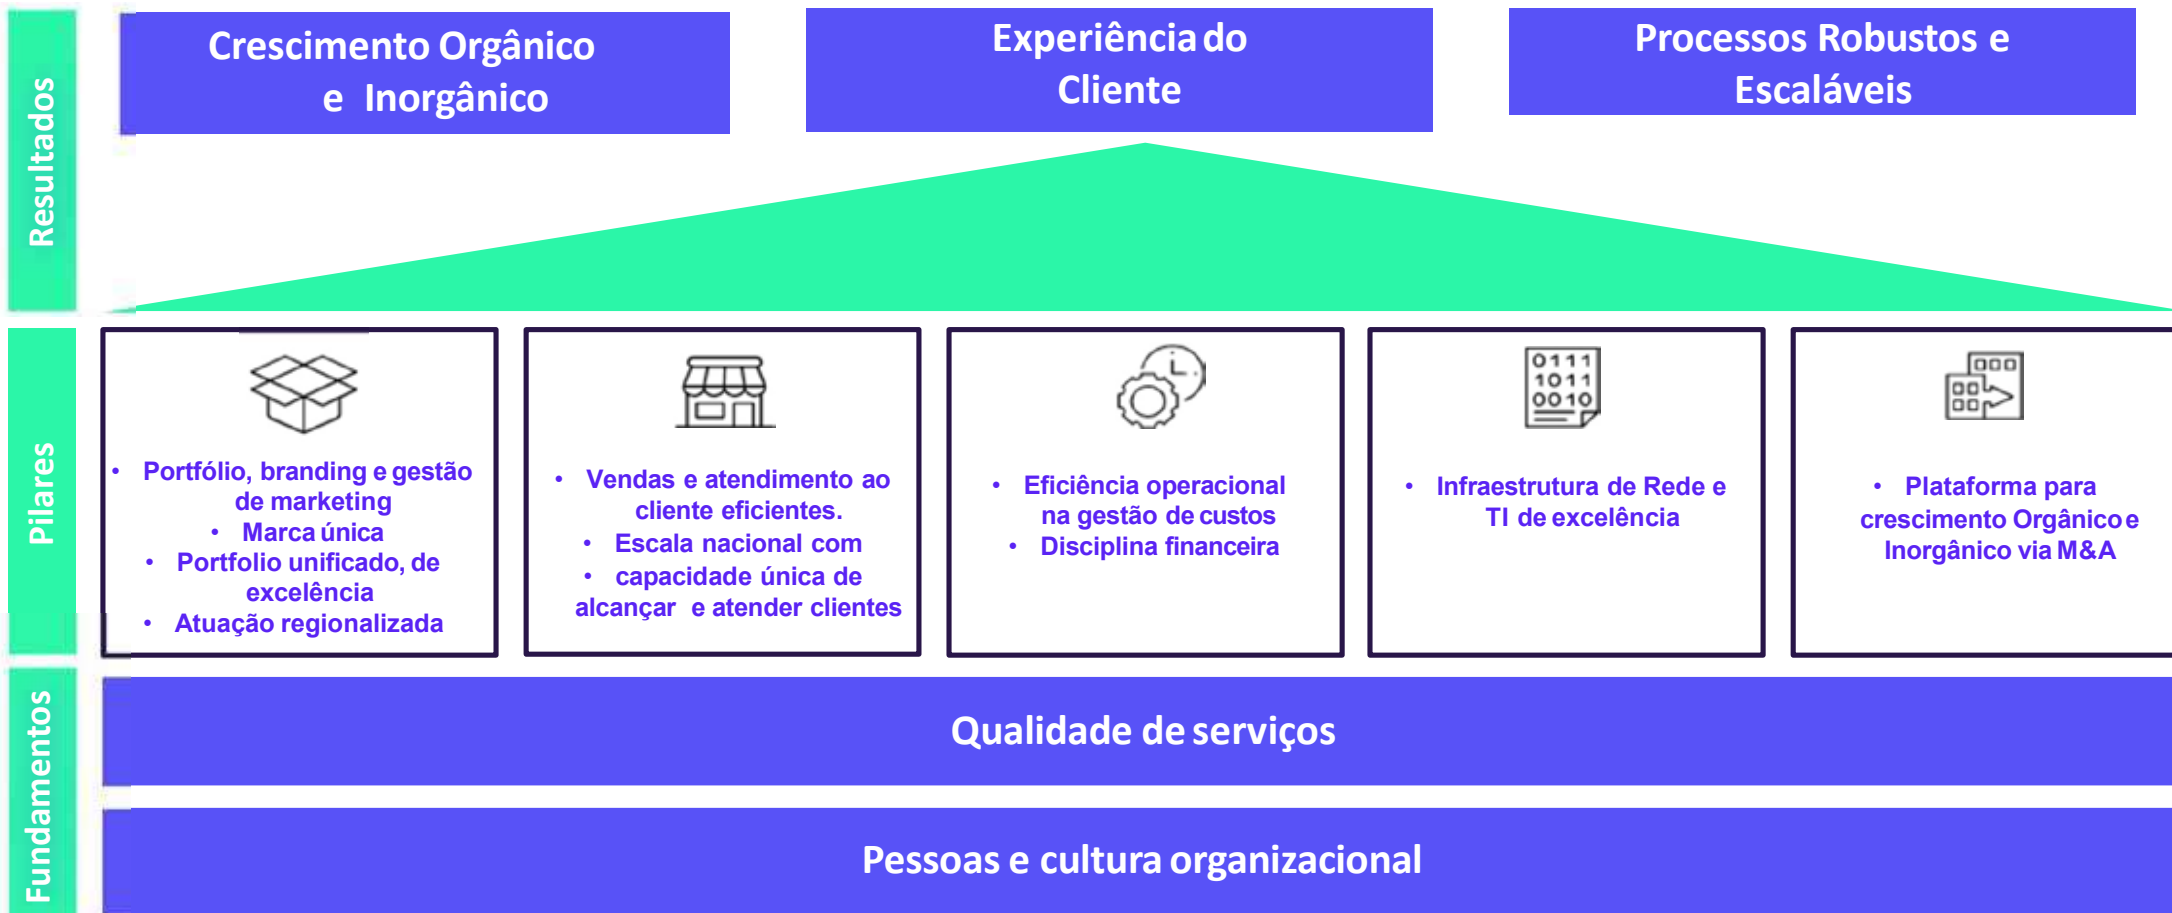 Resultados
Crescimento Orgânico
e Inorgânico
Experiência do
Cliente
Processos Robustos e
Escaláveis
Pilares
• Portfólio, branding e gestão
de marketing
• Marca única
• Portfolio unificado, de
excelência
• Atuação regionalizada
• Vendas e atendimento ao
cliente eficientes.
• Escala nacional com
• capacidade única de
alcançar e atender clientes
• Eficiência operacional
na gestão de custos
• Disciplina financeira
0111
1011
0010
• Infraestrutura de Rede e
TI de excelência
• Plataforma para
crescimento Orgânico e
Inorgânico via M&A
Fundamentos
Qualidade de serviços
Pessoas e cultura organizacional